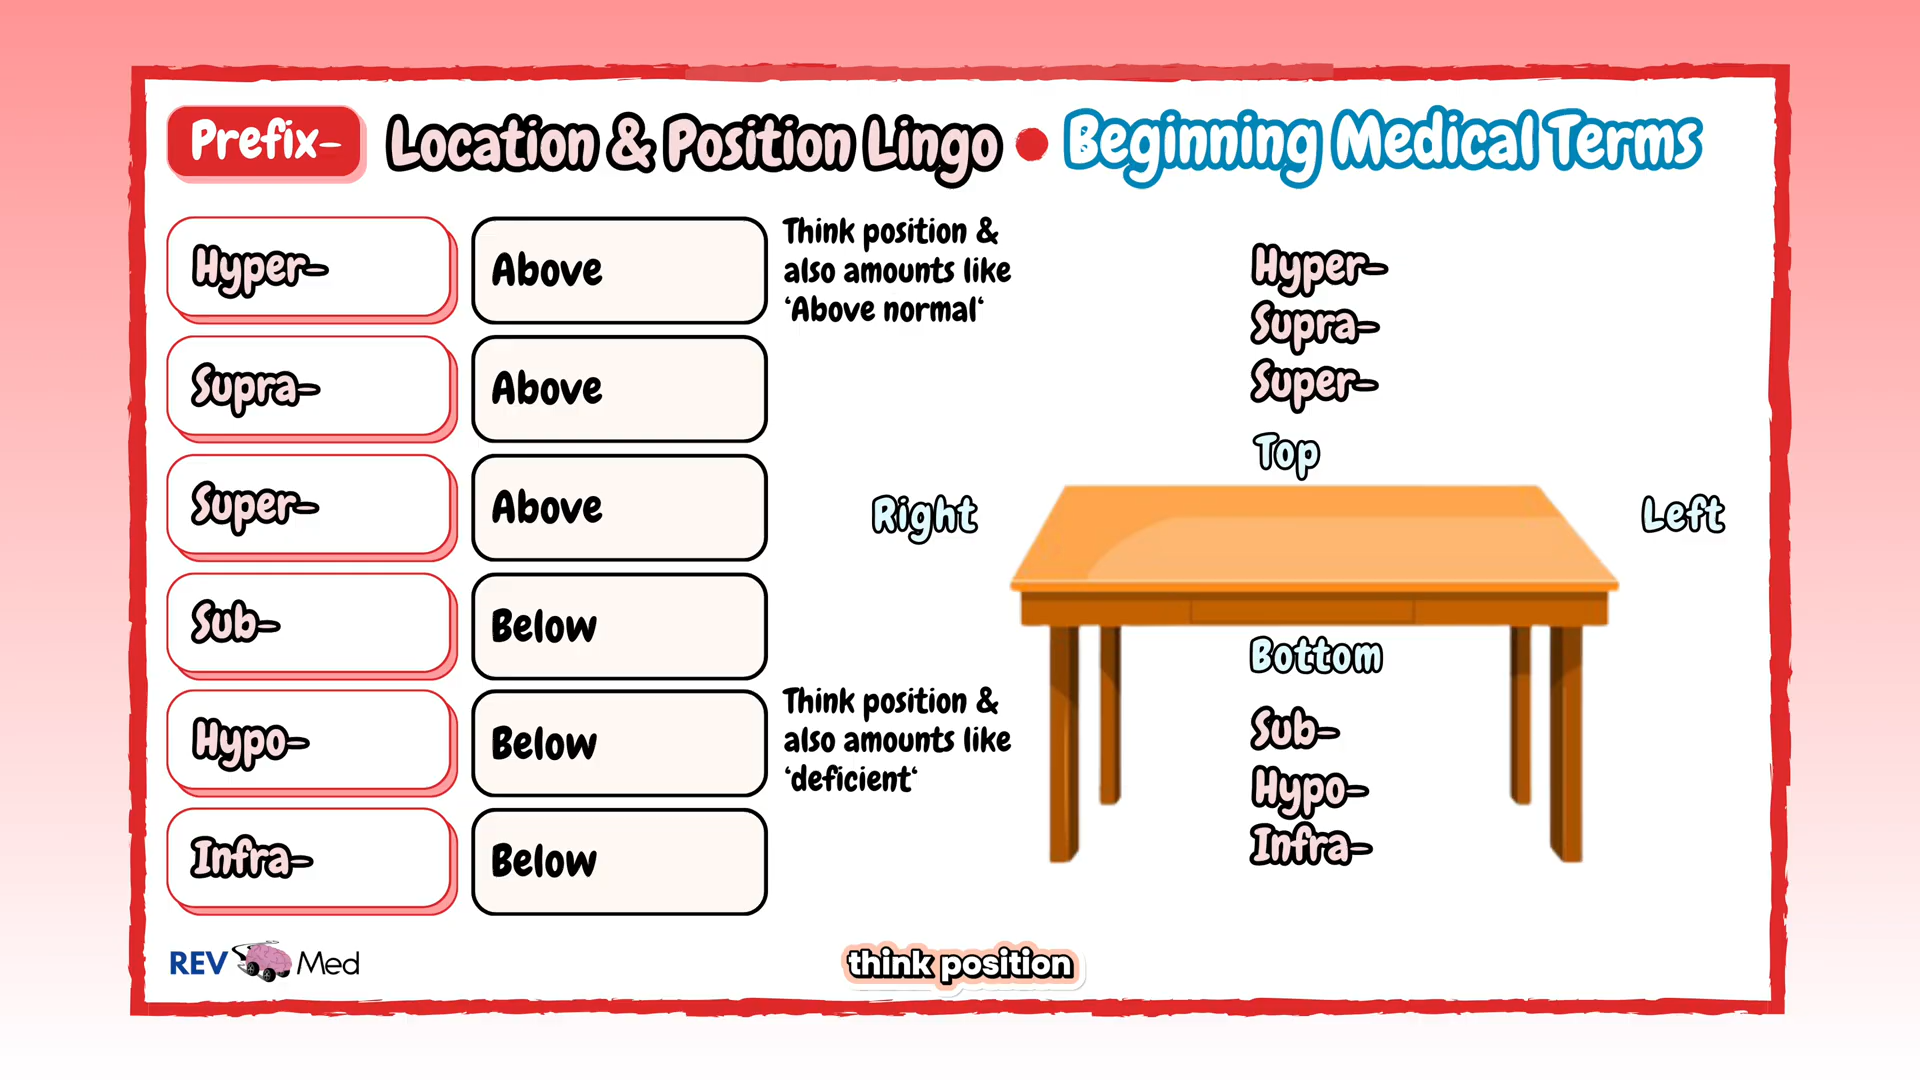 Prefix- Location & Position Lingo • Beginning Medical Terms
Hyper- Above
Think position &
also amounts like
‘Above normal‘
Supra- Above
Super- Above
Sub- Below
Hypo- Below
Think position &
also amounts like
‘deficient‘
Infra- Below
Hyper-
Supra-
Super-
Top
Right
Left
Bottom
Sub-
Hypo-
Infra-
REV Med
think position